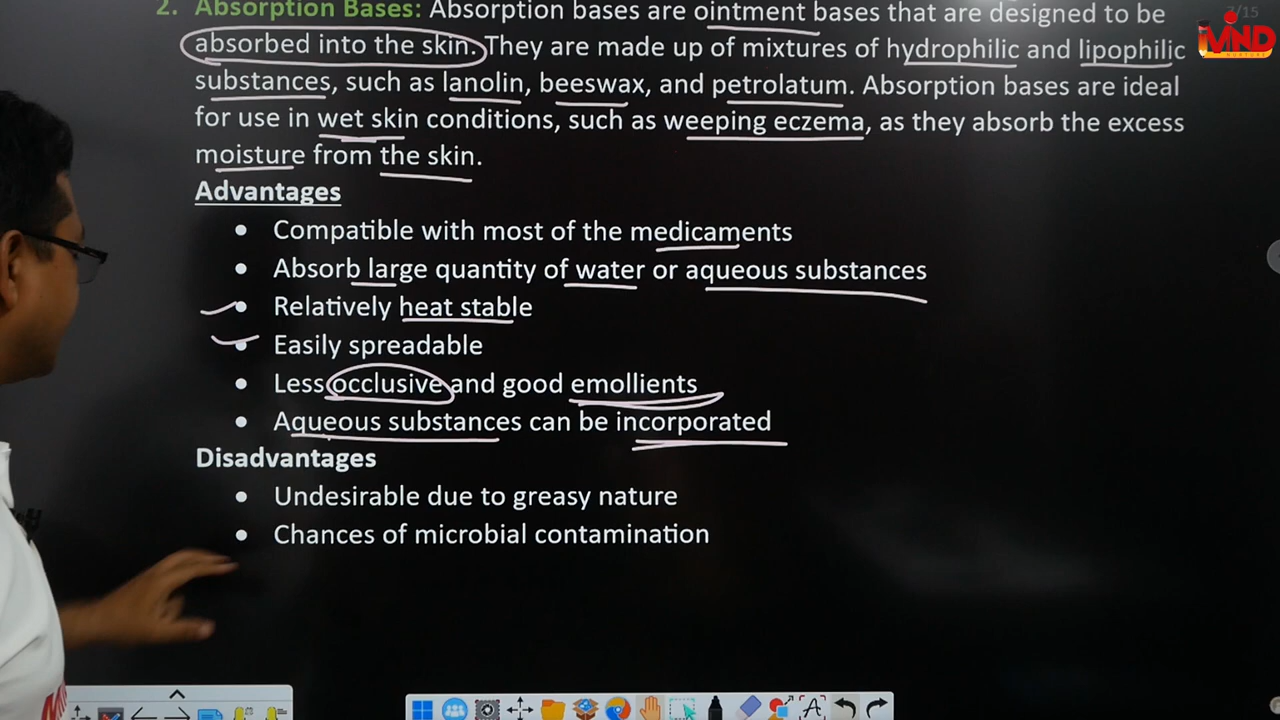 2. Absorption Bases: Absorption bases are ointment bases that are designed to be
absorbed into the skin. They are made up of mixtures of hydrophilic and lipophilic
substances, such as lanolin, beeswax, and petrolatum. Absorption bases are ideal
for use in wet skin conditions, such as weeping eczema, as they absorb the excess
moisture from the skin.
Advantages
• Compatible with most of the medicaments
• Absorb large quantity of water or aqueous substances
• Relatively heat stable
• Easily spreadable
• Less occlusive and good emollients
• Aqueous substances can be incorporated
Disadvantages
• Undesirable due to greasy nature
• Chances of microbial contamination
/15